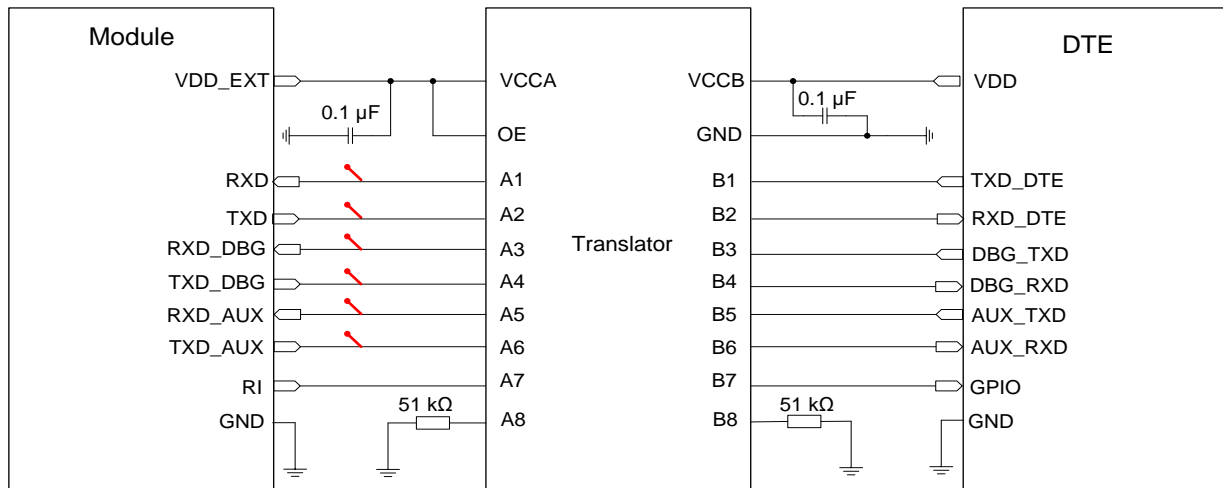 Module
DTE
VDD_EXT
VCCA
VCCB
VDD
0.1 µF
0.1 µF
OE
GND
RXD
A1
B1
TXD_DTE
TXD
A2
B2
RXD_DTE
RXD_DBG
A3
Translator
B3
DBG_TXD
TXD_DBG
A4
B4
DBG_RXD
RXD_AUX
A5
B5
AUX_TXD
TXD_AUX
A6
B6
AUX_RXD
RI
A7
B7
GPIO
GND
51 kΩ
A8
B8
51 kΩ
GND